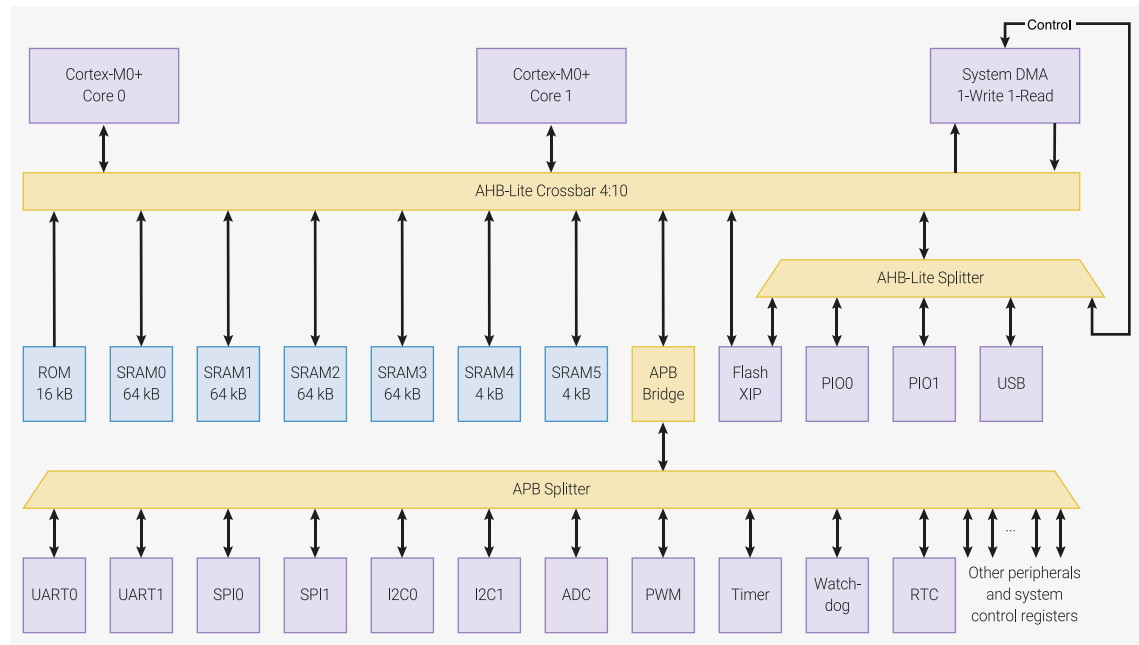 Control
Cortex-M0+
Core 0
Cortex-M0+
Core 1
System DMA
1-Write 1-Read
AHB-Lite Crossbar 4:10
AHB-Lite Splitter
ROM
16 kB
SRAM0
64 kB
SRAM1
64 kB
SRAM2
64 kB
SRAM3
64 kB
SRAM4
4 kB
SRAM5
4 kB
APB
Bridge
Flash
XIP
PIO0
PIO1
USB
APB Splitter
UART0
UART1
SPI0
SPI1
I2C0
I2C1
ADC
PWM
Timer
Watch-
dog
RTC
...
Other peripherals
and system
control registers